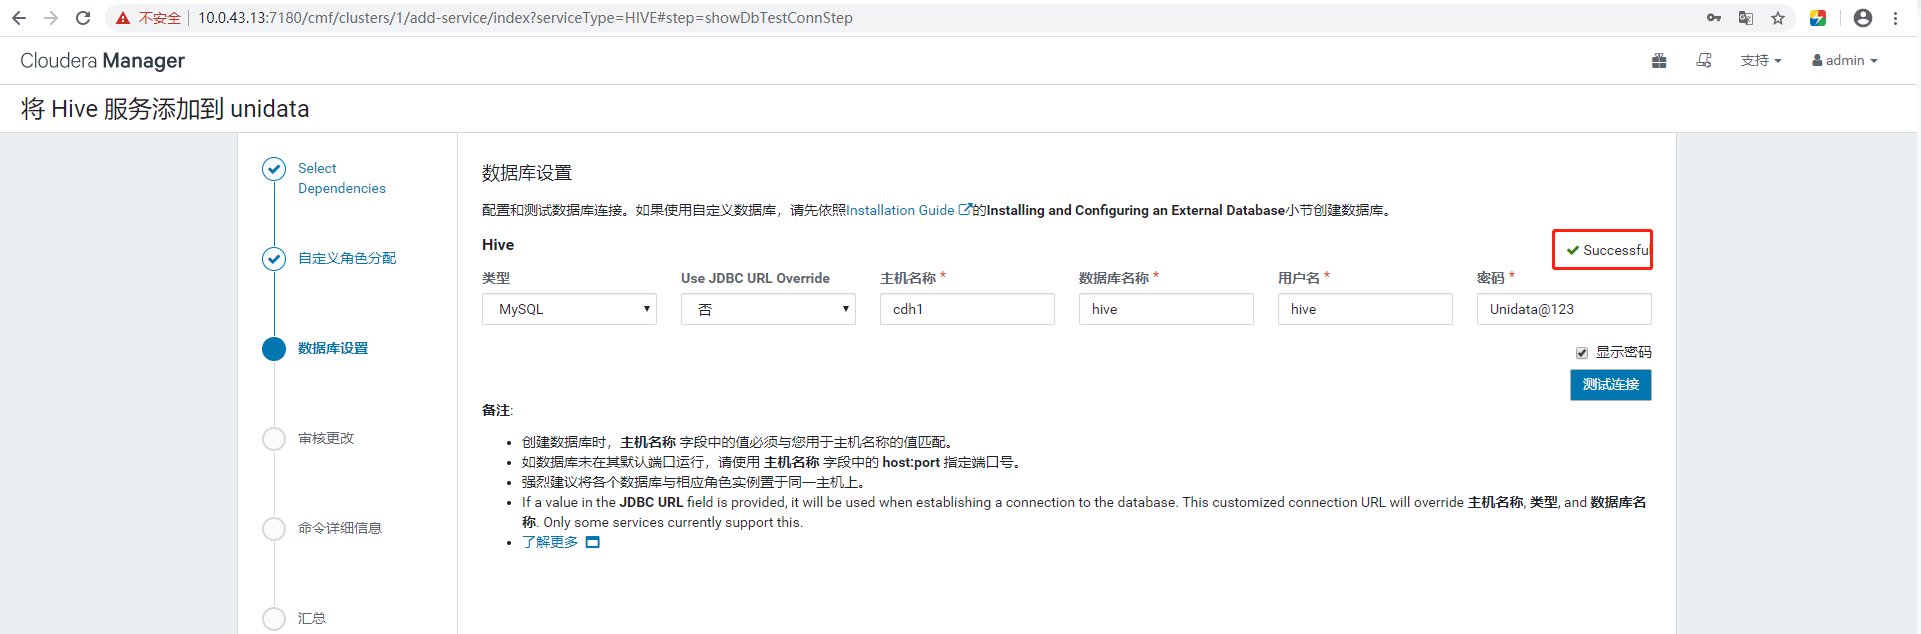 不安全 10.0.43.13:7180/cmf/clusters/1/add-service/index?serviceType=HIVE#step=showDbTestConnStep
Cloudera Manager 支持 admin
将 Hive 服务添加到 unidata
Select
Dependencies
自定义角色分配
数据库设置
审核更改
命令详细信息
汇总
数据库设置
配置和测试数据库连接。如果使用自定义数据库，请先依照Installation Guide 的Installing and Configuring an External Database小节创建数据库。
Hive Successfu
类型 Use JDBC URL Override 主机名称 * 数据库名称 * 用户名 * 密码 *
MySQL 否 cdh1 hive hive Unidata@123
显示密码
测试连接
备注:
• 创建数据库时，主机名称 字段中的值必须与您用于主机名称的值匹配。
• 如数据库未在其默认端口运行，请使用 主机名称 字段中的 host:port 指定端口号。
• 强烈建议将各个数据库与相应角色实例置于同一主机上。
• If a value in the JDBC URL field is provided, it will be used when establishing a connection to the database. This customized connection URL will override 主机名称, 类型, and 数据库名
称. Only some services currently support this.
• 了解更多